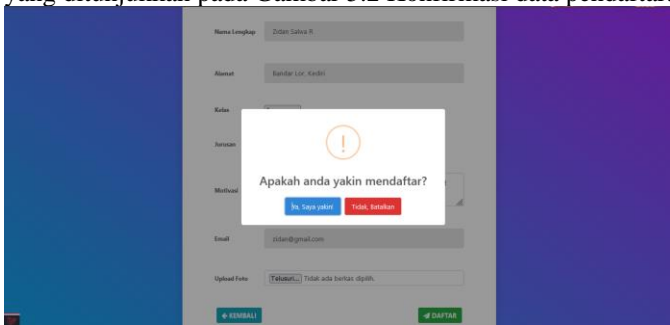 yang ditunjukkan pada Gambar 3.2 Konfirmasi data pendaftar
Nama Lengkap Zidan Salwa R
Alamat Bandar Lor, Kediri
Kelas
Jurusan
Apakah anda yakin mendaftar?
Motivasi
Ya, Saya yakin! Tidak, Batalkan
Email zidan@gmail.com
Upload Foto Telusuri... Tidak ada berkas dipilih.
KEMBALI DAFTAR